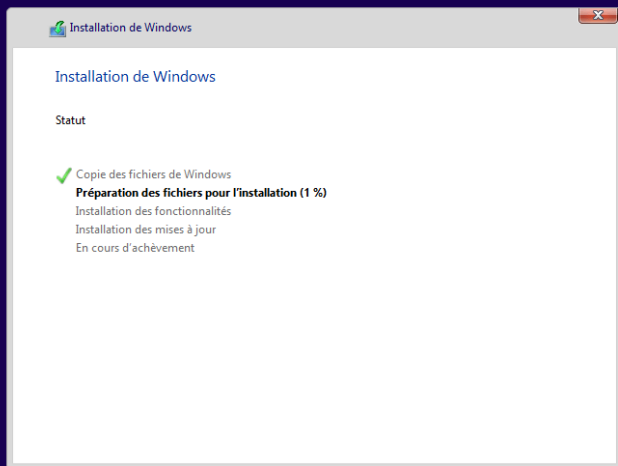 Installation de Windows
Installation de Windows
Statut
Copie des fichiers de Windows
Préparation des fichiers pour l'installation (1 %)
Installation des fonctionnalités
Installation des mises à jour
En cours d'achèvement